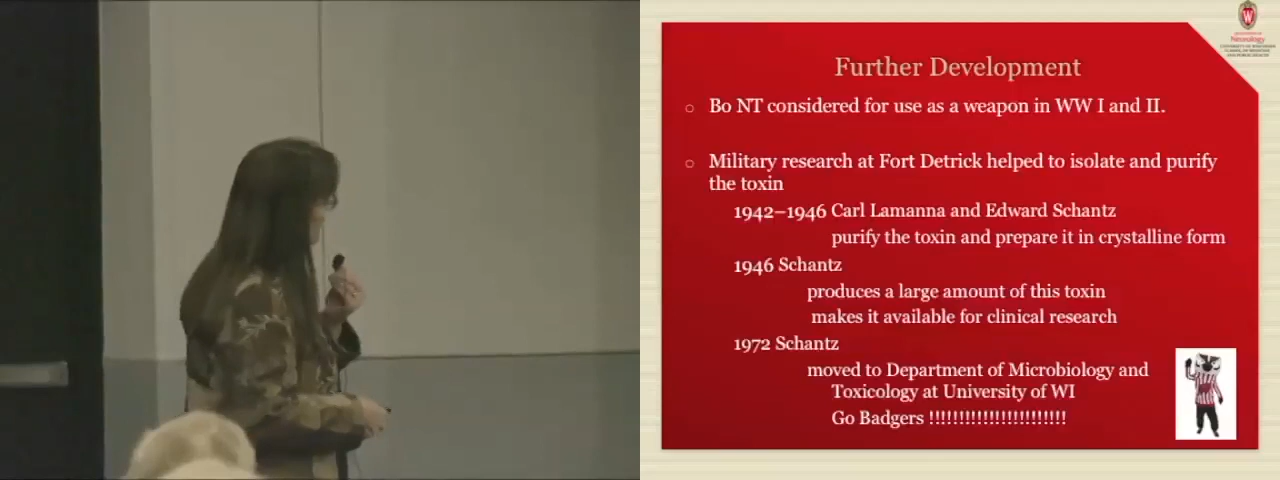 Further Development
Bo NT considered for use as a weapon in WW I and II.
Military research at Fort Detrick helped to isolate and purify
the toxin
1942–1946 Carl Lamanna and Edward Schantz
purify the toxin and prepare it in crystalline form
1946 Schantz
produces a large amount of this toxin
makes it available for clinical research
1972 Schantz
moved to Department of Microbiology and
Toxicology at University of WI
Go Badgers !!!!!!!!!!!!!!!!!!!!!!!
W
Neurology